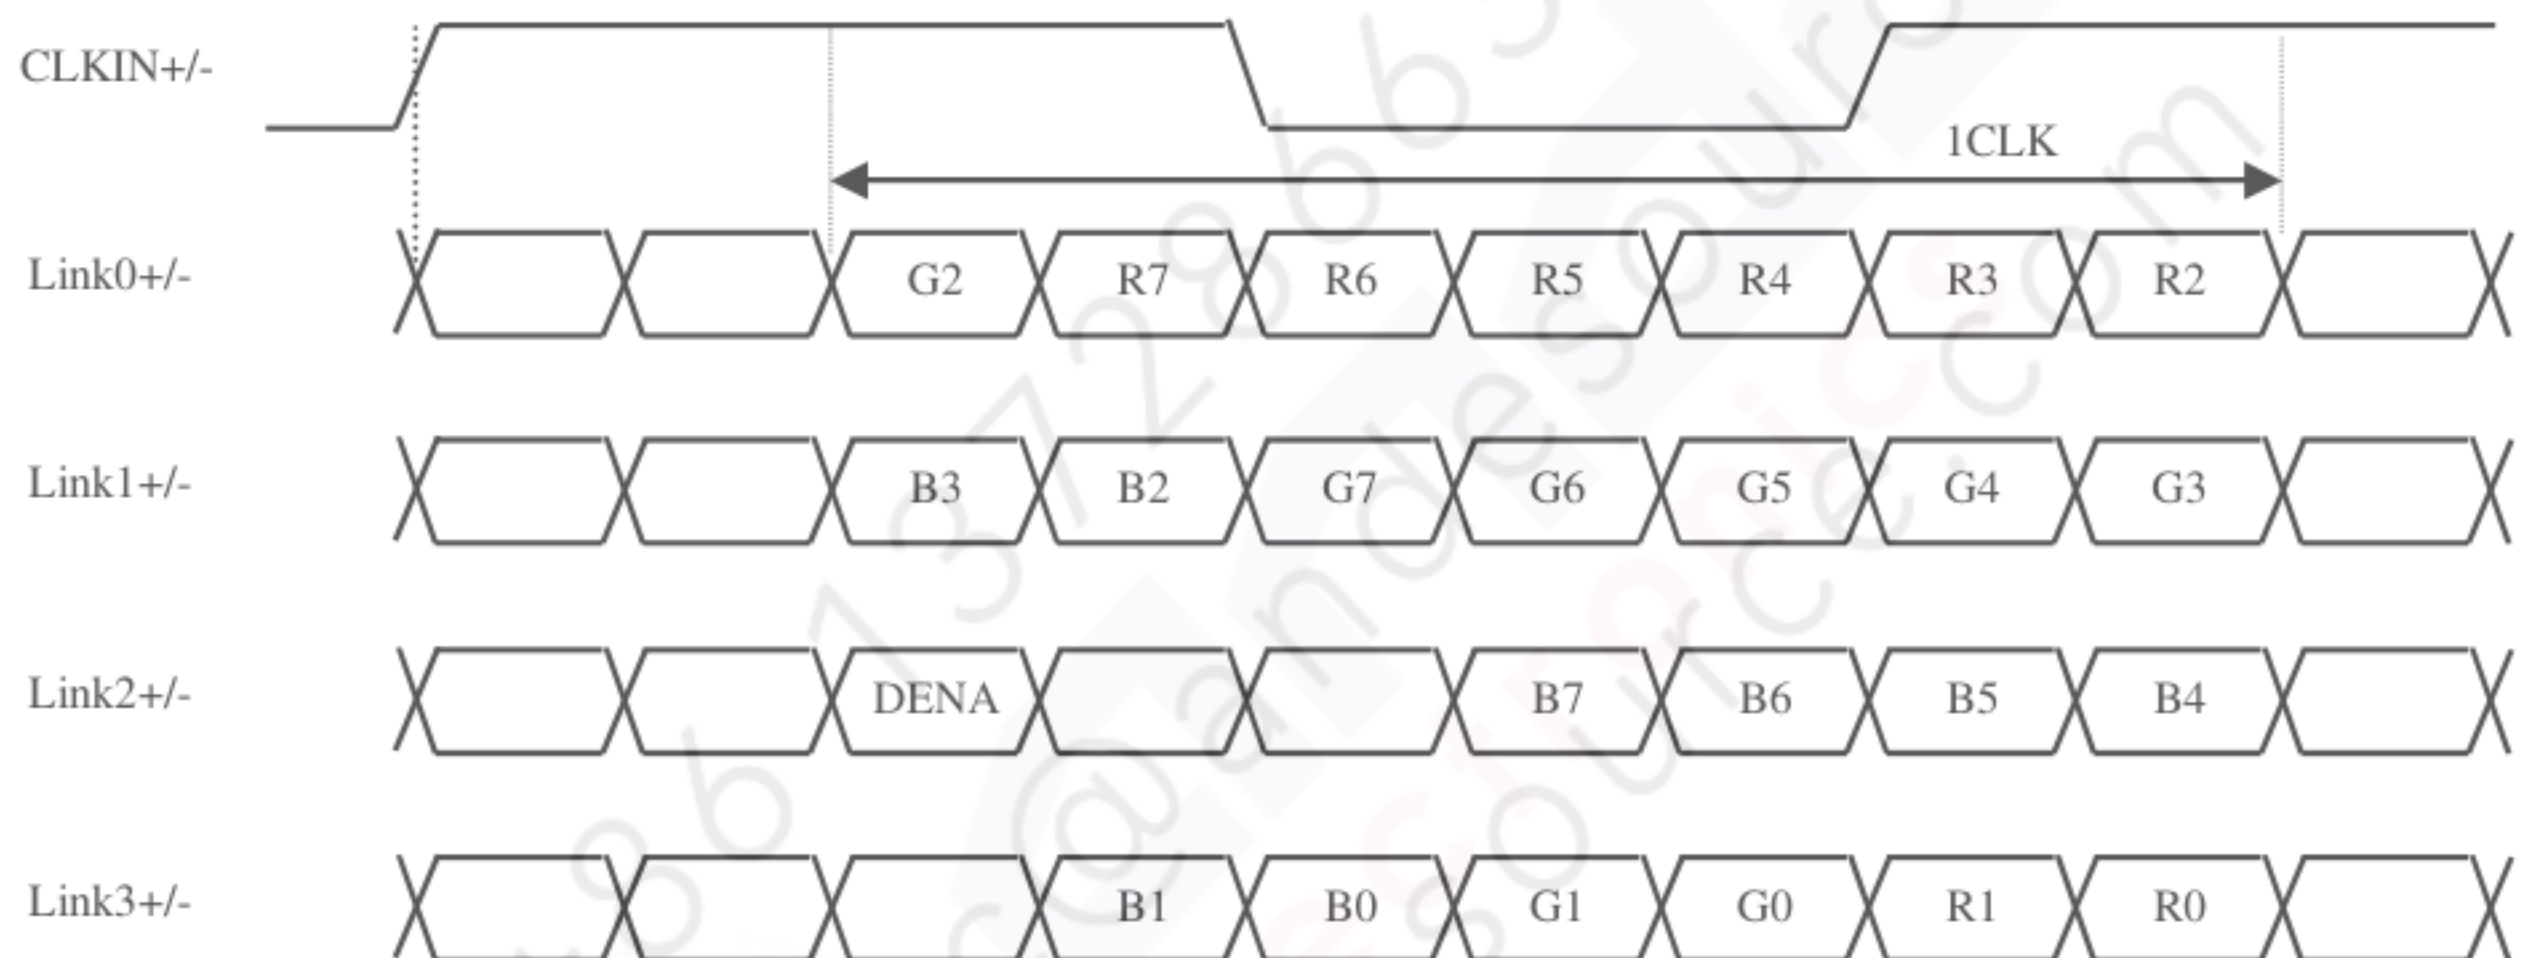 CLKIN+/-
1CLK
Link0+/- G2 R7 R6 R5 R4 R3 R2
Link1+/- B3 B2 G7 G6 G5 G4 G3
Link2+/- DENA B7 B6 B5 B4
Link3+/- B1 B0 G1 G0 R1 R0